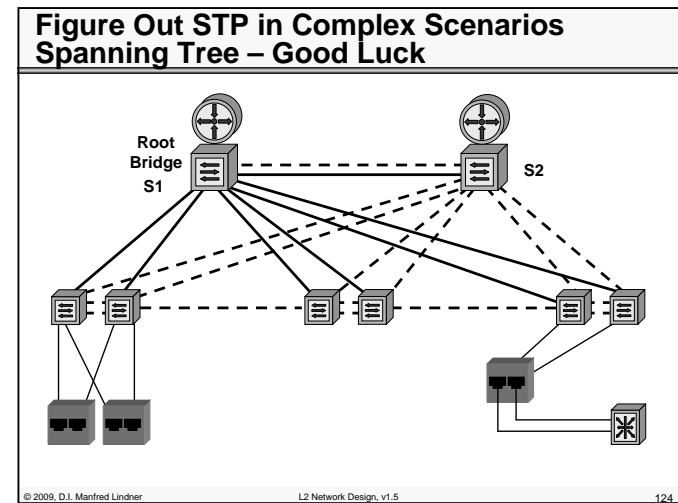 Figure Out STP in Complex Scenarios
Spanning Tree – Good Luck
Root
Bridge
S1
S2
© 2009, D.I. Manfred Lindner
L2 Network Design, v1.5
124